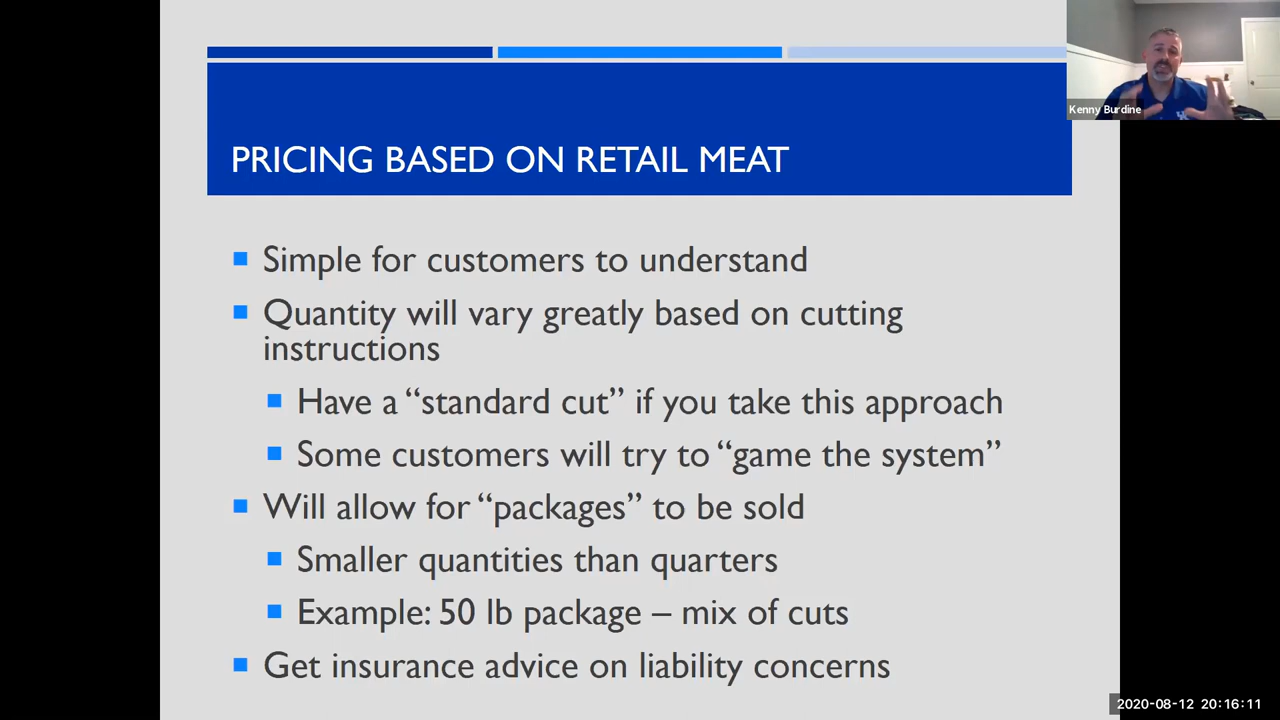 PRICING BASED ON RETAIL MEAT
Kenny Burdine
Simple for customers to understand
Quantity will vary greatly based on cutting
instructions
Have a “standard cut” if you take this approach
Some customers will try to “game the system”
Will allow for “packages” to be sold
Smaller quantities than quarters
Example: 50 lb package – mix of cuts
Get insurance advice on liability concerns
2020-08-12 20:16:11